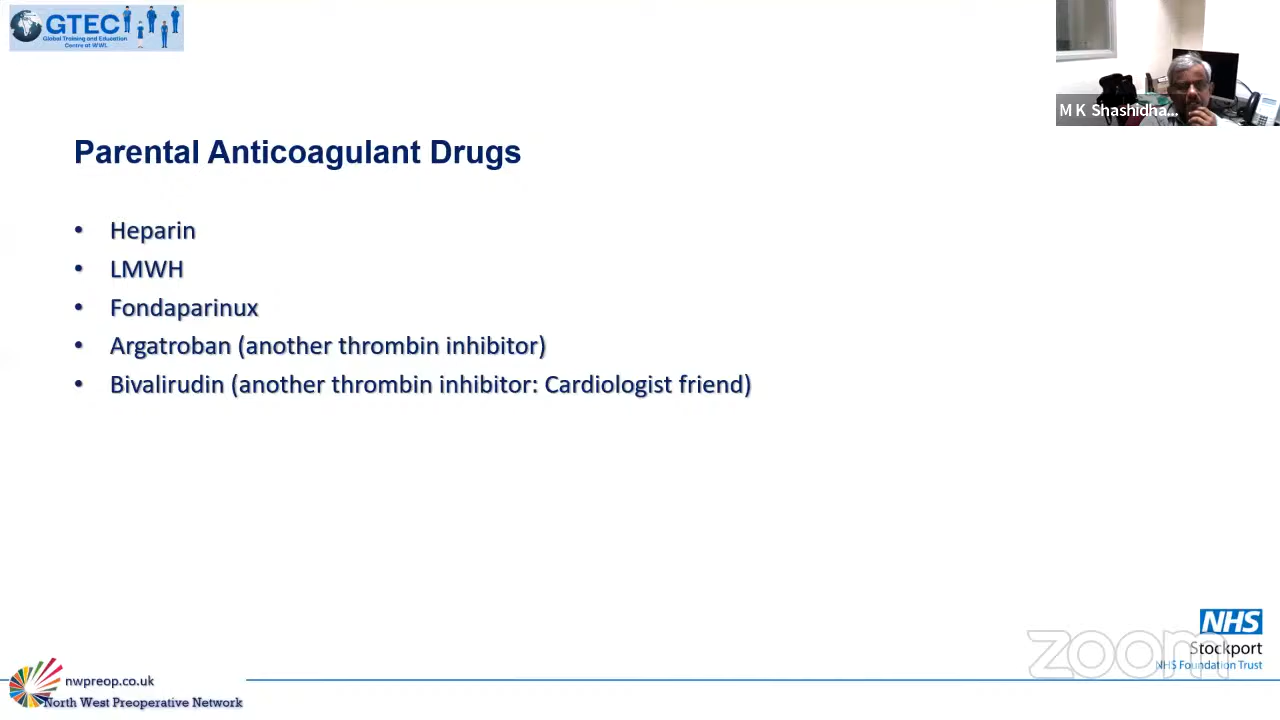 GTEC
Global Training and Education
Centre at WWL
M K Shashidha...
Parental Anticoagulant Drugs
• Heparin
• LMWH
• Fondaparinux
• Argatroban (another thrombin inhibitor)
• Bivalirudin (another thrombin inhibitor: Cardiologist friend)
NHS
Stockport
NHS Foundation Trust
zoom
nwpreop.co.uk
North West Preoperative Network